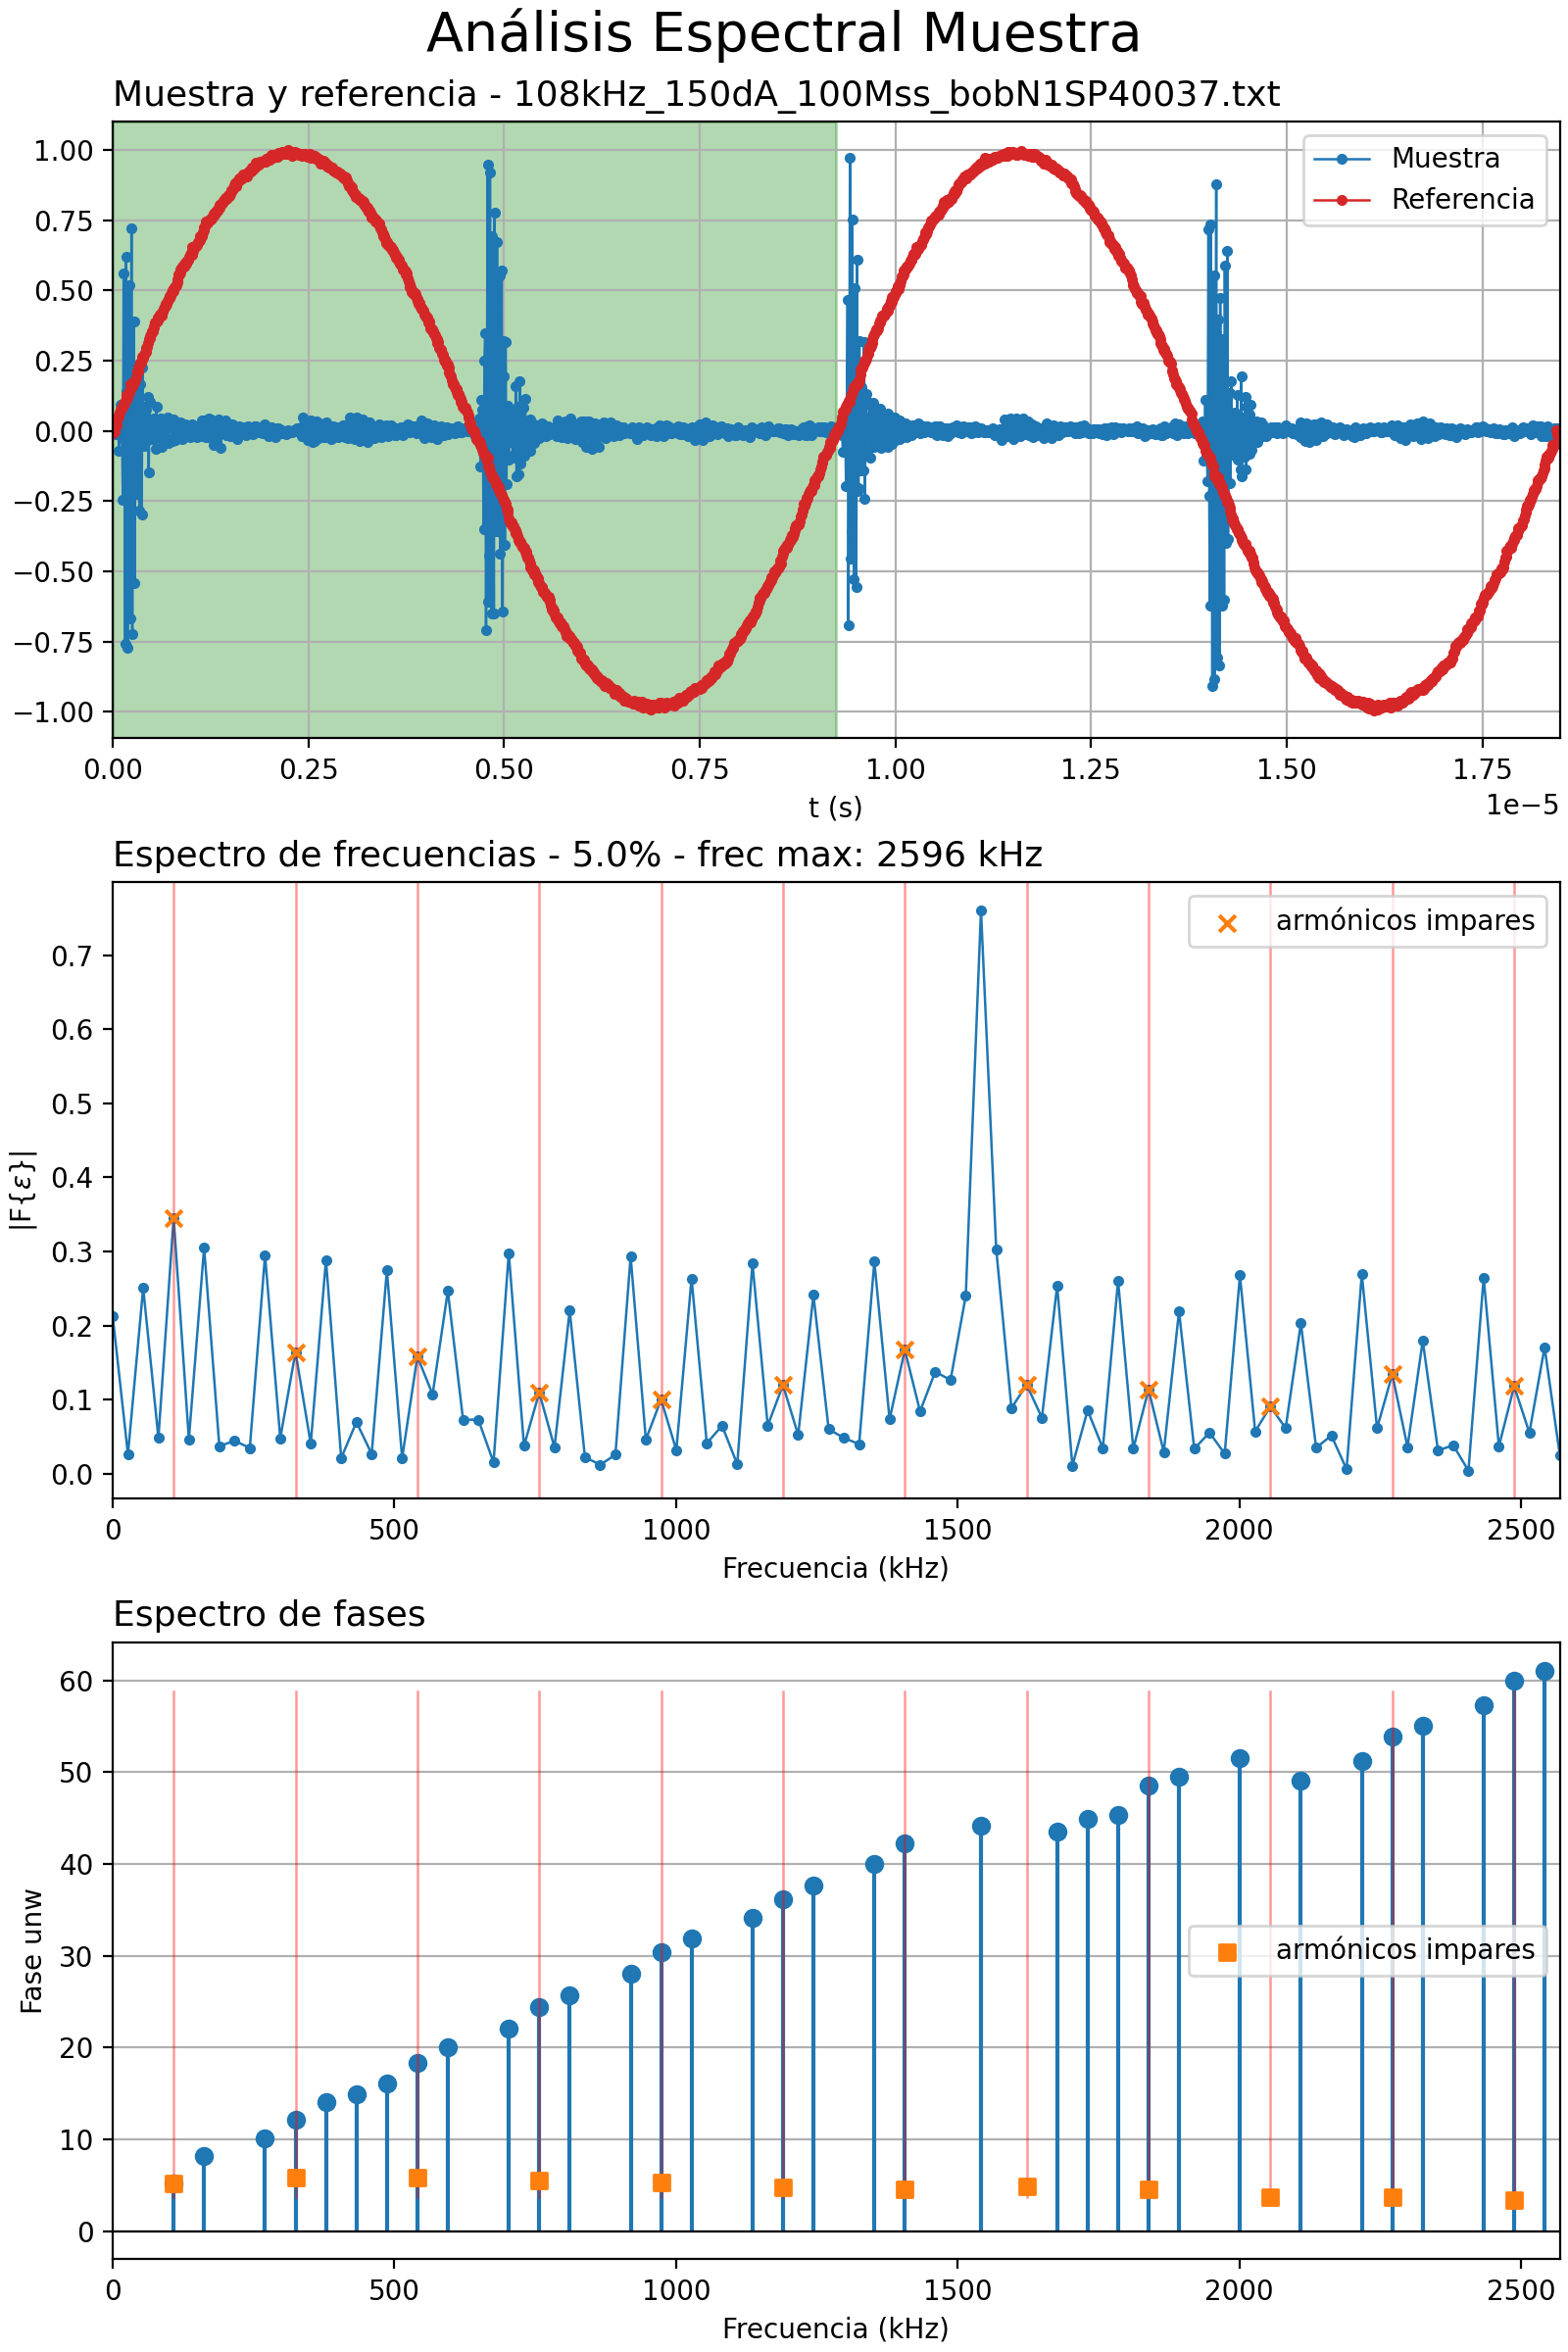 Análisis Espectral Muestra
Muestra y referencia - 108kHz_150dA_100Mss_bobN1SP40037.txt
1.00
0.75
0.50
0.25
0.00
−0.25
−0.50
−0.75
−1.00
Muestra
Referencia
0.00 0.25 0.50 0.75 1.00 1.25 1.50 1.75
t (s)
1e−5
Espectro de frecuencias - 5.0% - frec max: 2596 kHz
armónicos impares
|F{ε}|
0.7
0.6
0.5
0.4
0.3
0.2
0.1
0.0
0 500 1000 1500 2000 2500
Frecuencia (kHz)
Espectro de fases
Fase unw
60
50
40
30
20
10
0
armónicos impares
0 500 1000 1500 2000 2500
Frecuencia (kHz)